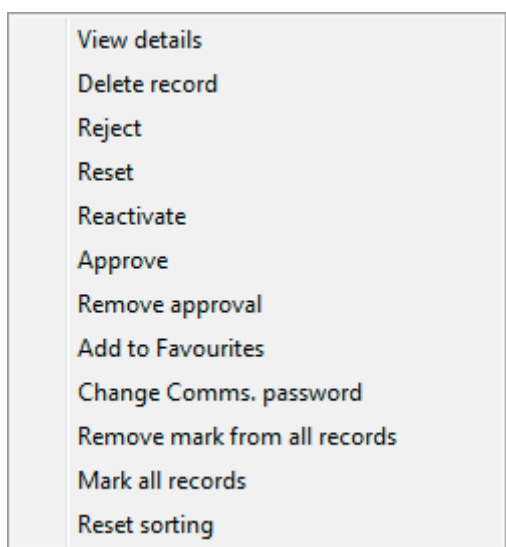 View details
Delete record
Reject
Reset
Reactivate
Approve
Remove approval
Add to Favourites
Change Comms. password
Remove mark from all records
Mark all records
Reset sorting